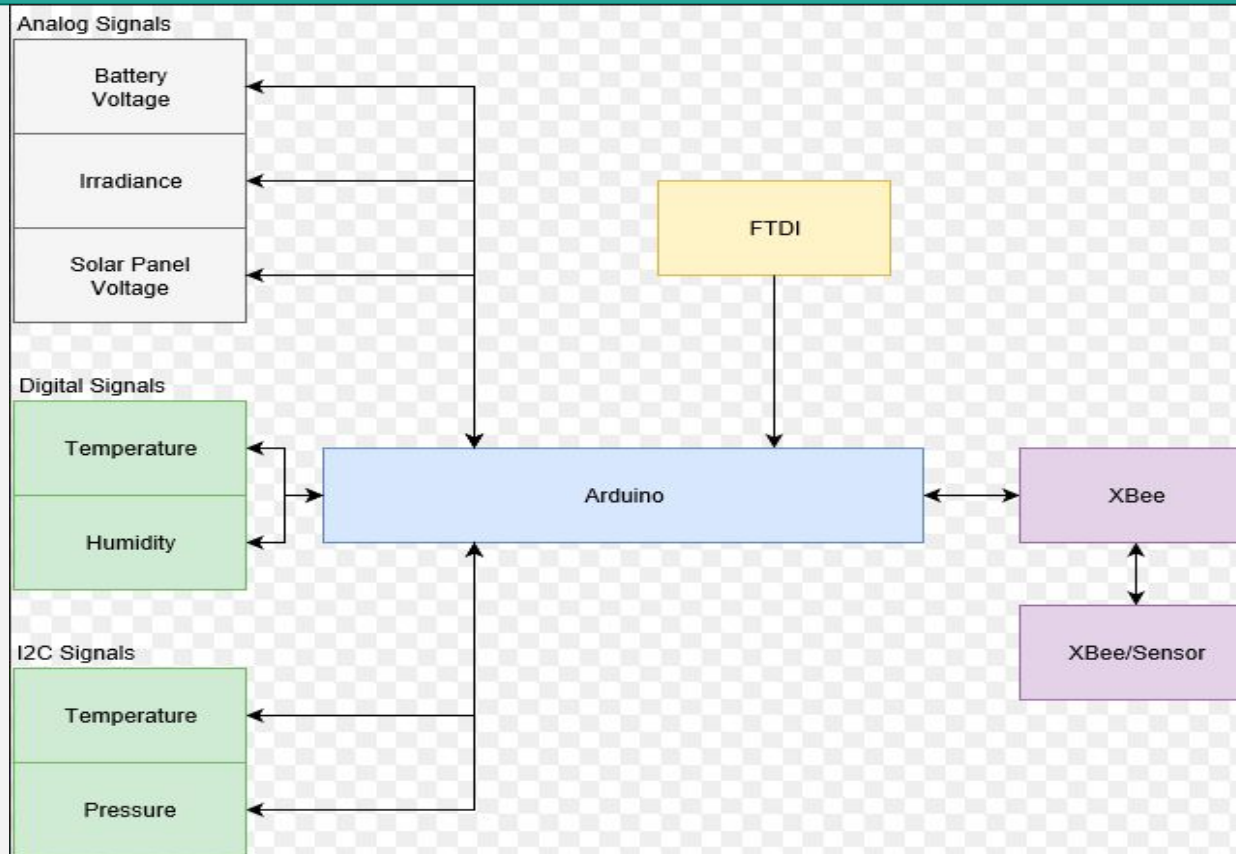 Analog Signals
Battery
Voltage
Irradiance
Solar Panel
Voltage
FTDI
Digital Signals
Temperature
Humidity
Arduino
XBee
XBee/Sensor
I2C Signals
Temperature
Pressure